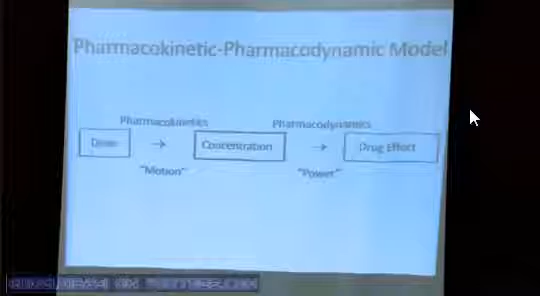 Pharmacokinetic-Pharmacodynamic Model
Pharmacokinetics
Pharmacodynamics
Dose → Concentration → Drug Effect
"Motion"
"Power"